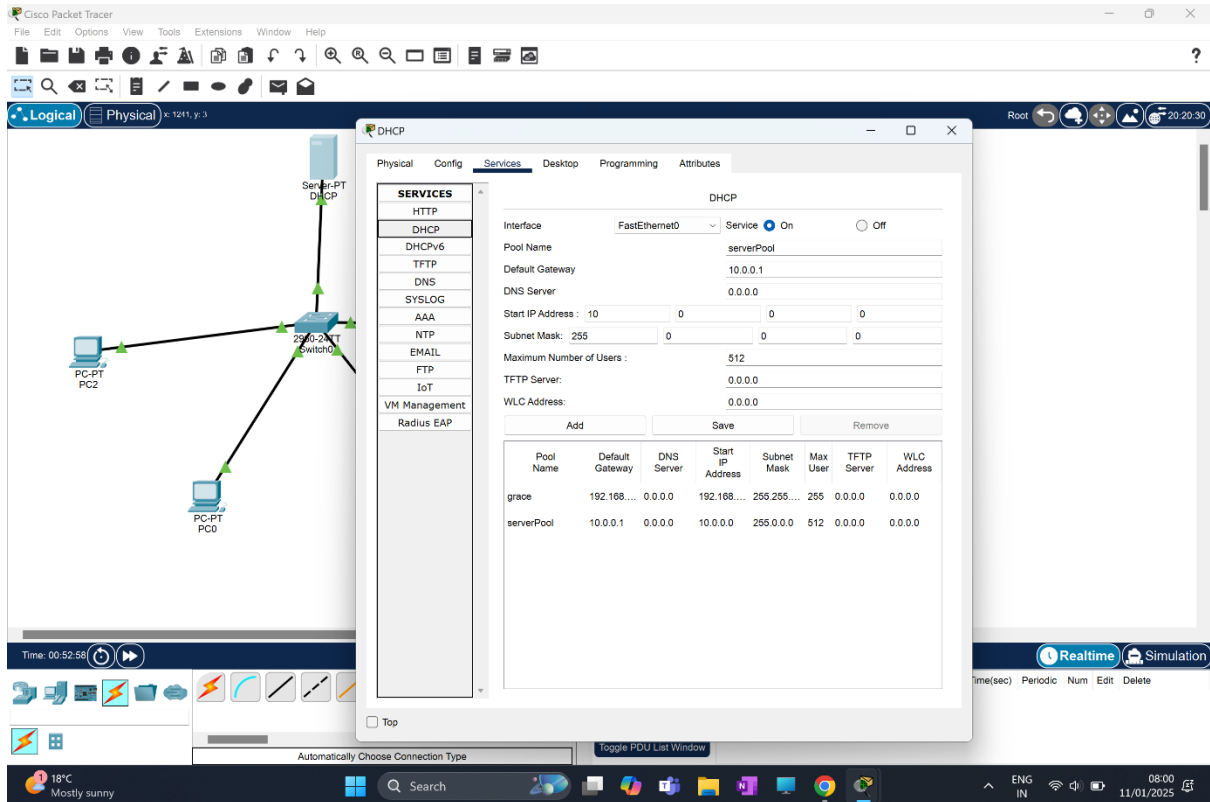 Cisco Packet Tracer
File Edit Options View Tools Extensions Window Help
?
Logical Physical x: 1241, y: 3
Root 20:20:30
Server-PT
DHCP
2960-24TT
Switch0
PC-PT
PC2
PC-PT
PC0
DHCP
Physical Config Services Desktop Programming Attributes
SERVICES
HTTP
DHCP
DHCPv6
TFTP
DNS
SYSLOG
AAA
NTP
EMAIL
FTP
IoT
VM Management
Radius EAP
DHCP
Interface FastEthernet0 Service On Off
Pool Name serverPool
Default Gateway 10.0.0.1
DNS Server 0.0.0.0
Start IP Address : 10 0 0 0
Subnet Mask: 255 0 0 0
Maximum Number of Users : 512
TFTP Server: 0.0.0.0
WLC Address: 0.0.0.0
Add Save Remove
Pool Name Default Gateway DNS Server Start IP Address Subnet Mask Max User TFTP Server WLC Address
grace 192.168.... 0.0.0.0 192.168.... 255.255.... 255 0.0.0.0 0.0.0.0
serverPool 10.0.0.1 0.0.0.0 10.0.0.0 255.0.0.0 512 0.0.0.0 0.0.0.0
Top
Time: 00:52:58
Realtime Simulation
Time(sec) Periodic Num Edit Delete
Automatically Choose Connection Type
Toggle PDU List Window
1
18°C
Mostly sunny
Search
ENG
IN
08:00
11/01/2025